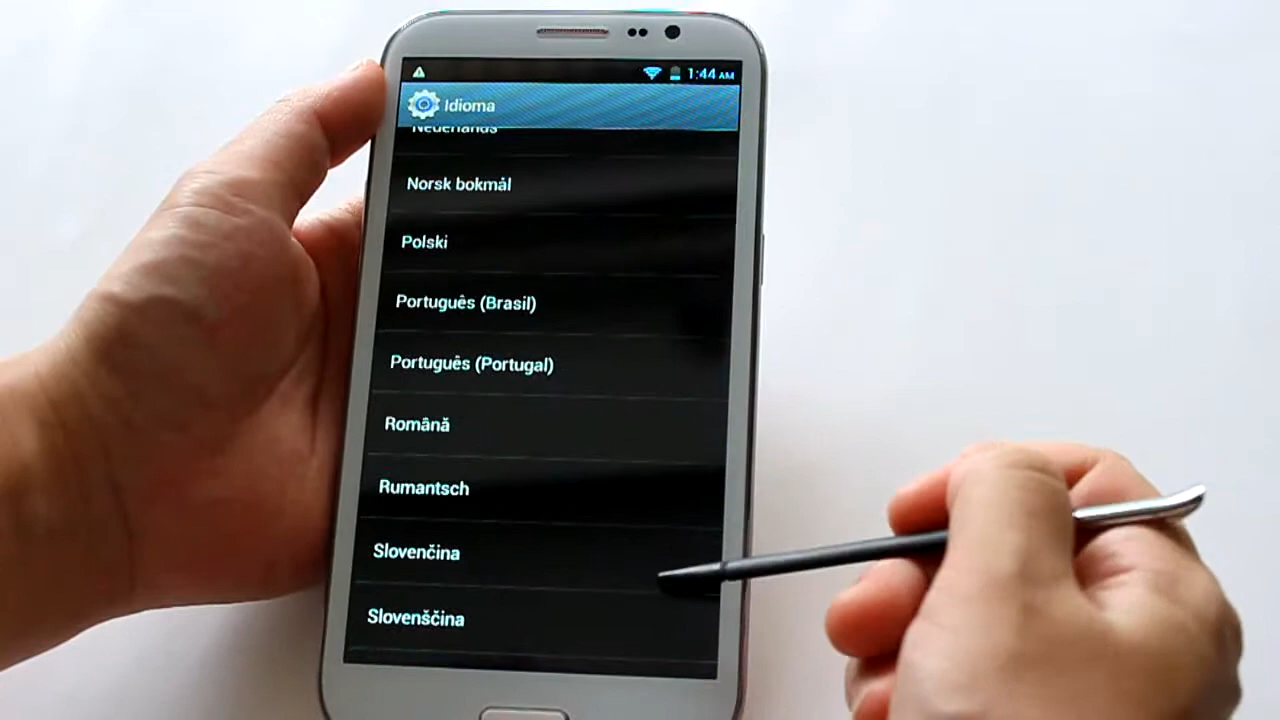 1:44 AM
Idioma
Nederlands
Norsk bokmål
Polski
Português (Brasil)
Português (Portugal)
Română
Rumantsch
Slovenčina
Slovenščina